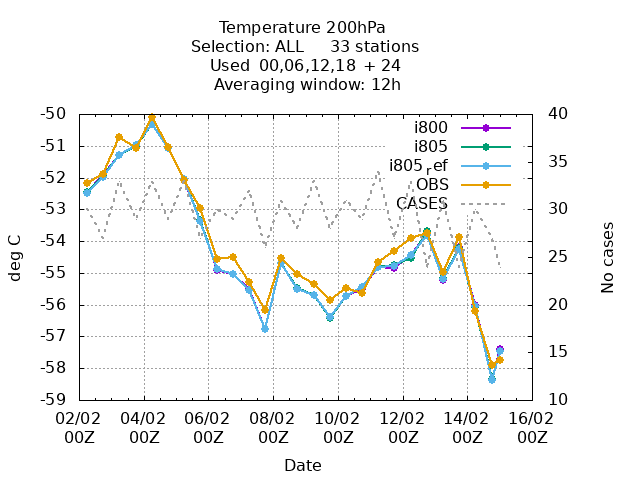 Temperature 200hPa
Selection: ALL 33 stations
Used 00,06,12,18 + 24
Averaging window: 12h
-50
-51
-52
-53
-54
-55
-56
-57
-58
-59
40
35
30
25
20
15
10
i800
i805
i805ref
OBS
CASES
deg C
No cases
02/02 04/02 06/02 08/02 10/02 12/02 14/02 16/02
00Z 00Z 00Z 00Z 00Z 00Z 00Z 00Z
Date